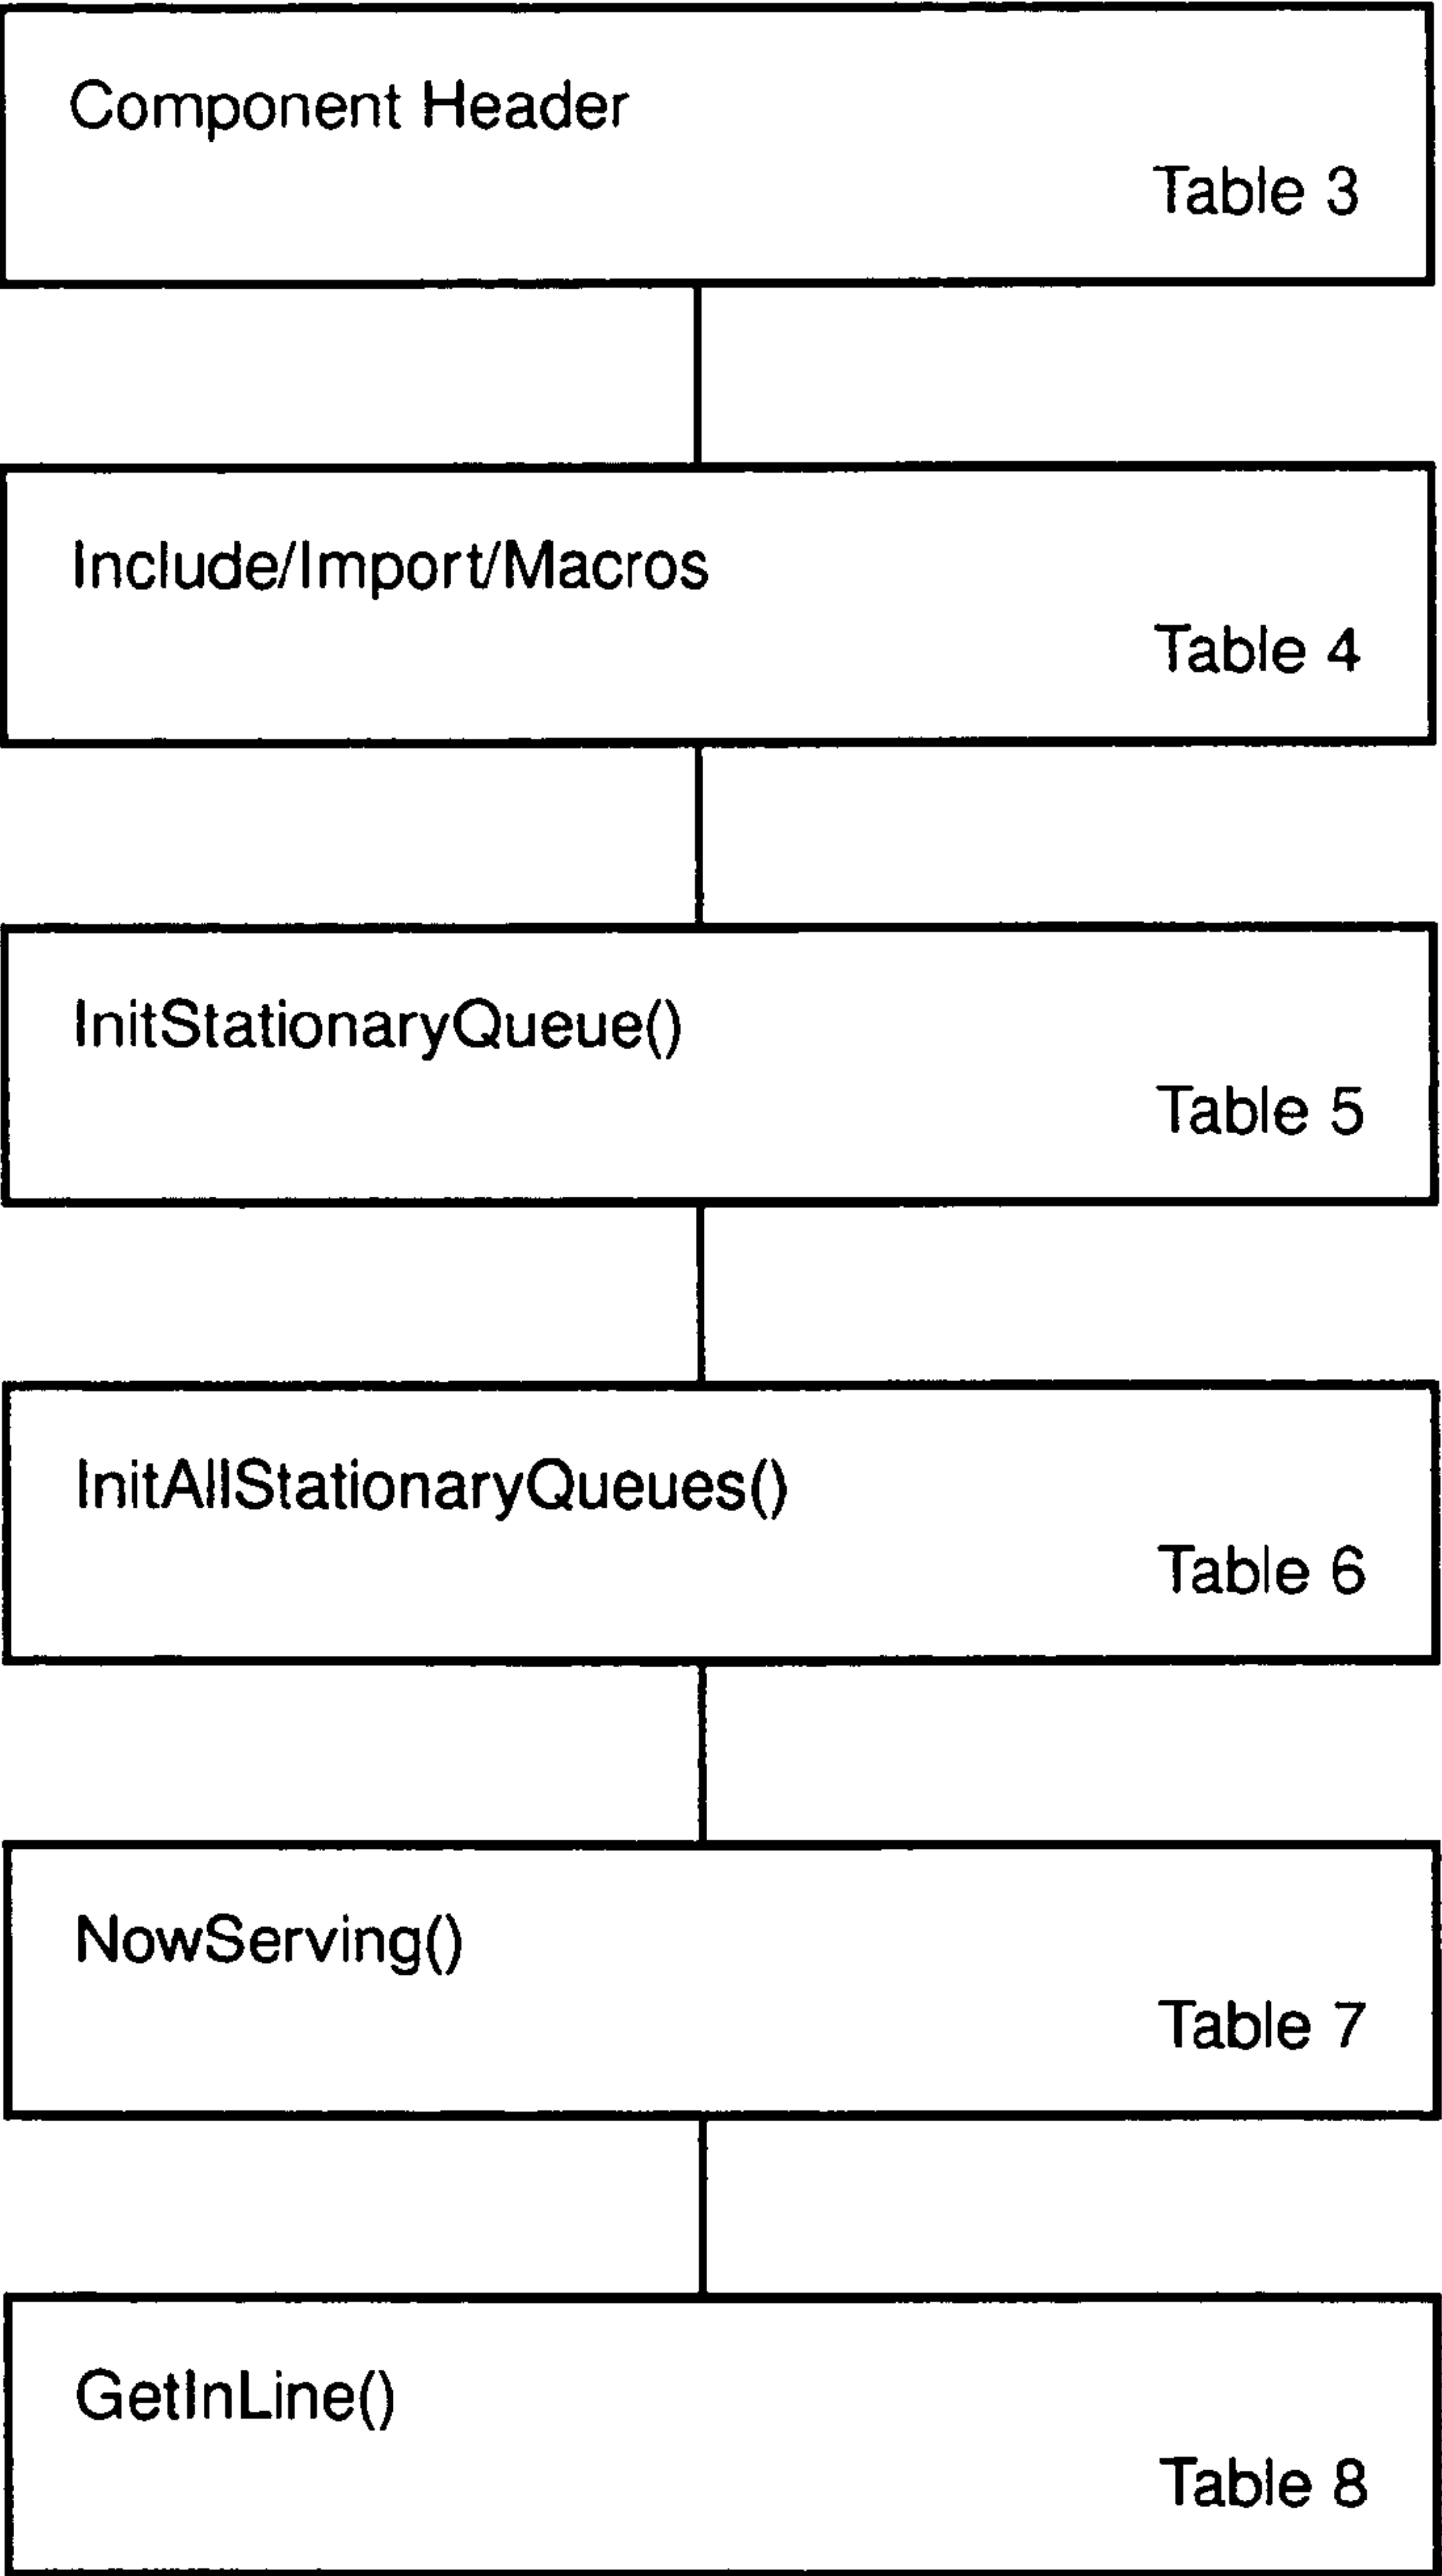 Component Header
Table 3
Include/Import/Macros
Table 4
InitStationaryQueue()
Table 5
InitAllStationaryQueues()
Table 6
NowServing()
Table 7
GetInLine()
Table 8